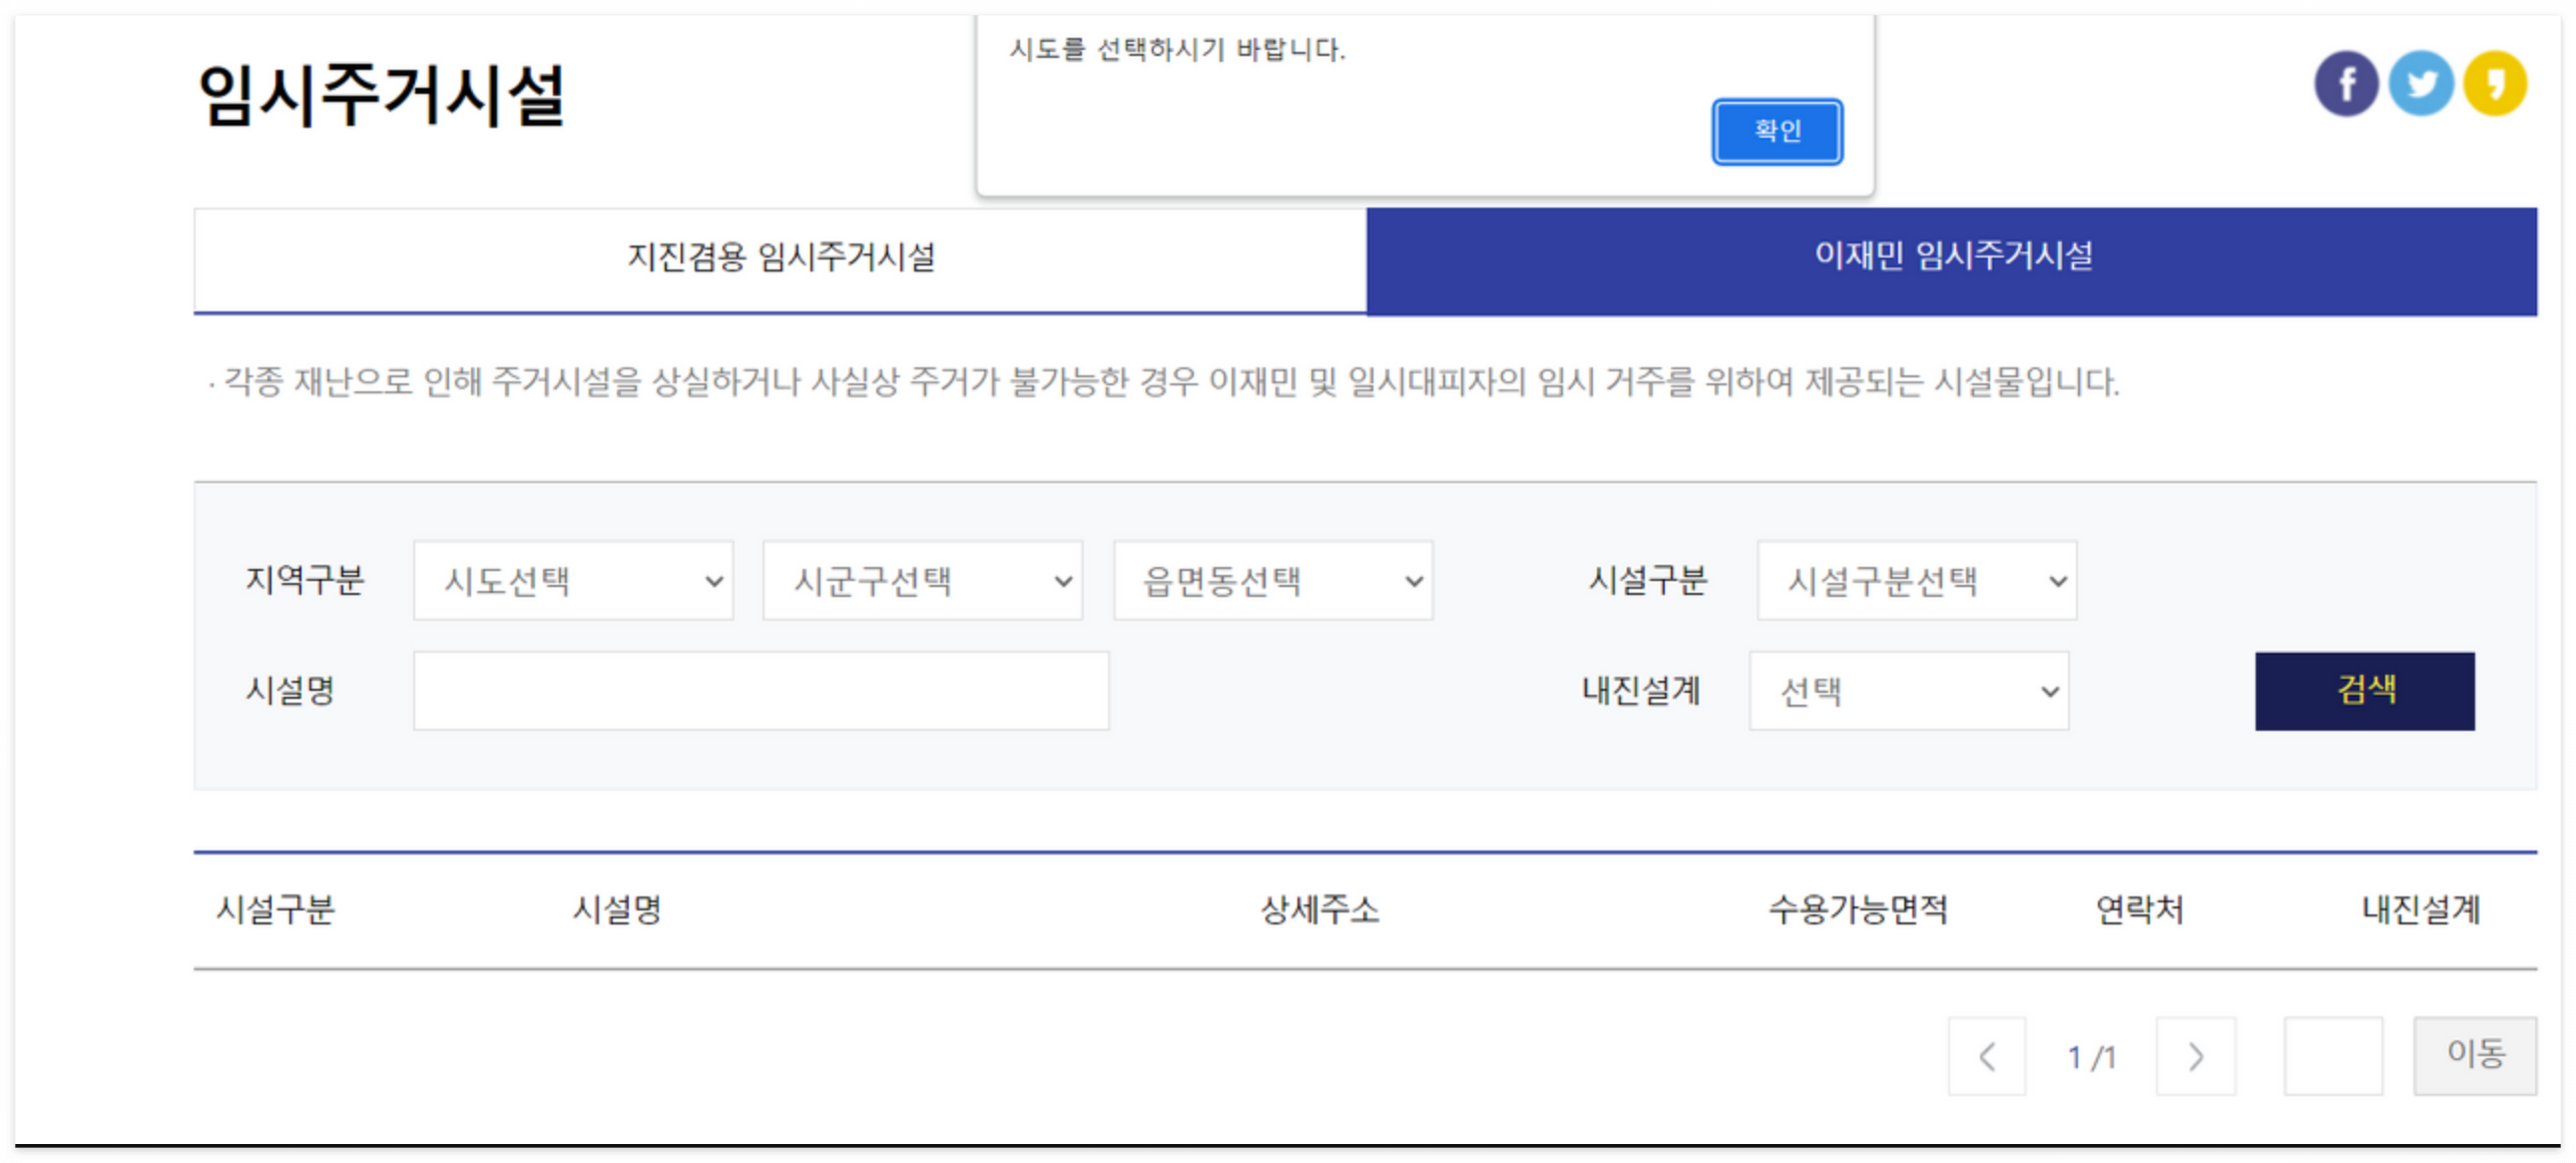 시도를 선택하시기 바랍니다.
임시주거시설
확인
지진겸용 임시주거시설 이재민 임시주거시설
· 각종 재난으로 인해 주거시설을 상실하거나 사실상 주거가 불가능한 경우 이재민 및 일시대피자의 임시 거주를 위하여 제공되는 시설물입니다.
지역구분 시도선택 시군구선택 읍면동선택 시설구분 시설구분선택
시설명 내진설계 선택 검색
시설구분 시설명 상세주소 수용가능면적 연락처 내진설계
1 /1 이동